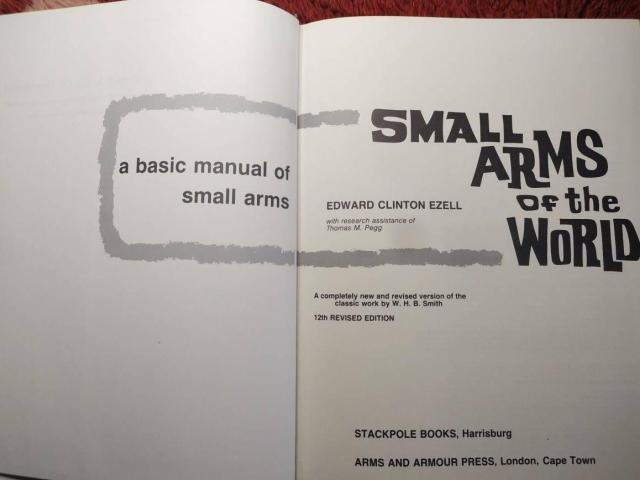 a basic manual of
small arms
SMALL
ARMS
of the
WORLD
EDWARD CLINTON EZELL
with research assistance of
Thomas M. Pegg
A completely new and revised version of the
classic work by W. H. B. Smith
12th REVISED EDITION
STACKPOLE BOOKS, Harrisburg
ARMS AND ARMOUR PRESS, London, Cape Town